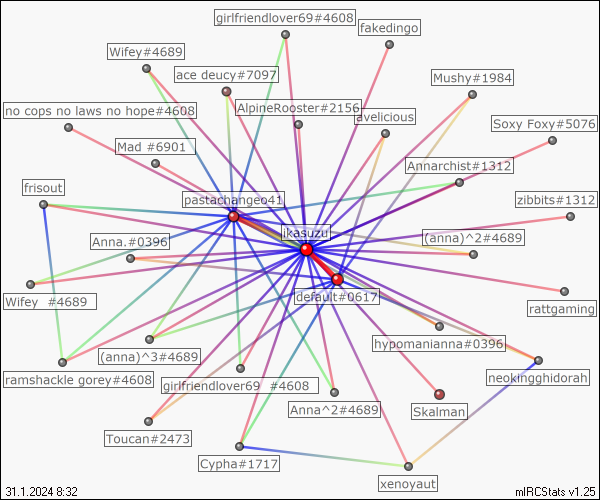 girlfriendlover69#4608
fakedingo
Wifey#4689
ace deucy#7097
Mushy#1984
no cops no laws no hope#4608
AlpineRooster#2156
avelicious
Soxy Foxy#5076
Mad #6901
Annarchist#1312
frisout
pastachangeo41
zibbits#1312
Anna.#0396
ikasuzu
(anna)^2#4689
Wifey #4689
default#0617
rattgaming
(anna)^3#4689
hypomanianna#0396
ramshackle gorey#4608
girlfriendlover69 #4608
neokingghidorah
Anna^2#4689
Skalman
Toucan#2473
Cypha#1717
xenoyaut
31.1.2024 8:32
mIRCStats v1.25